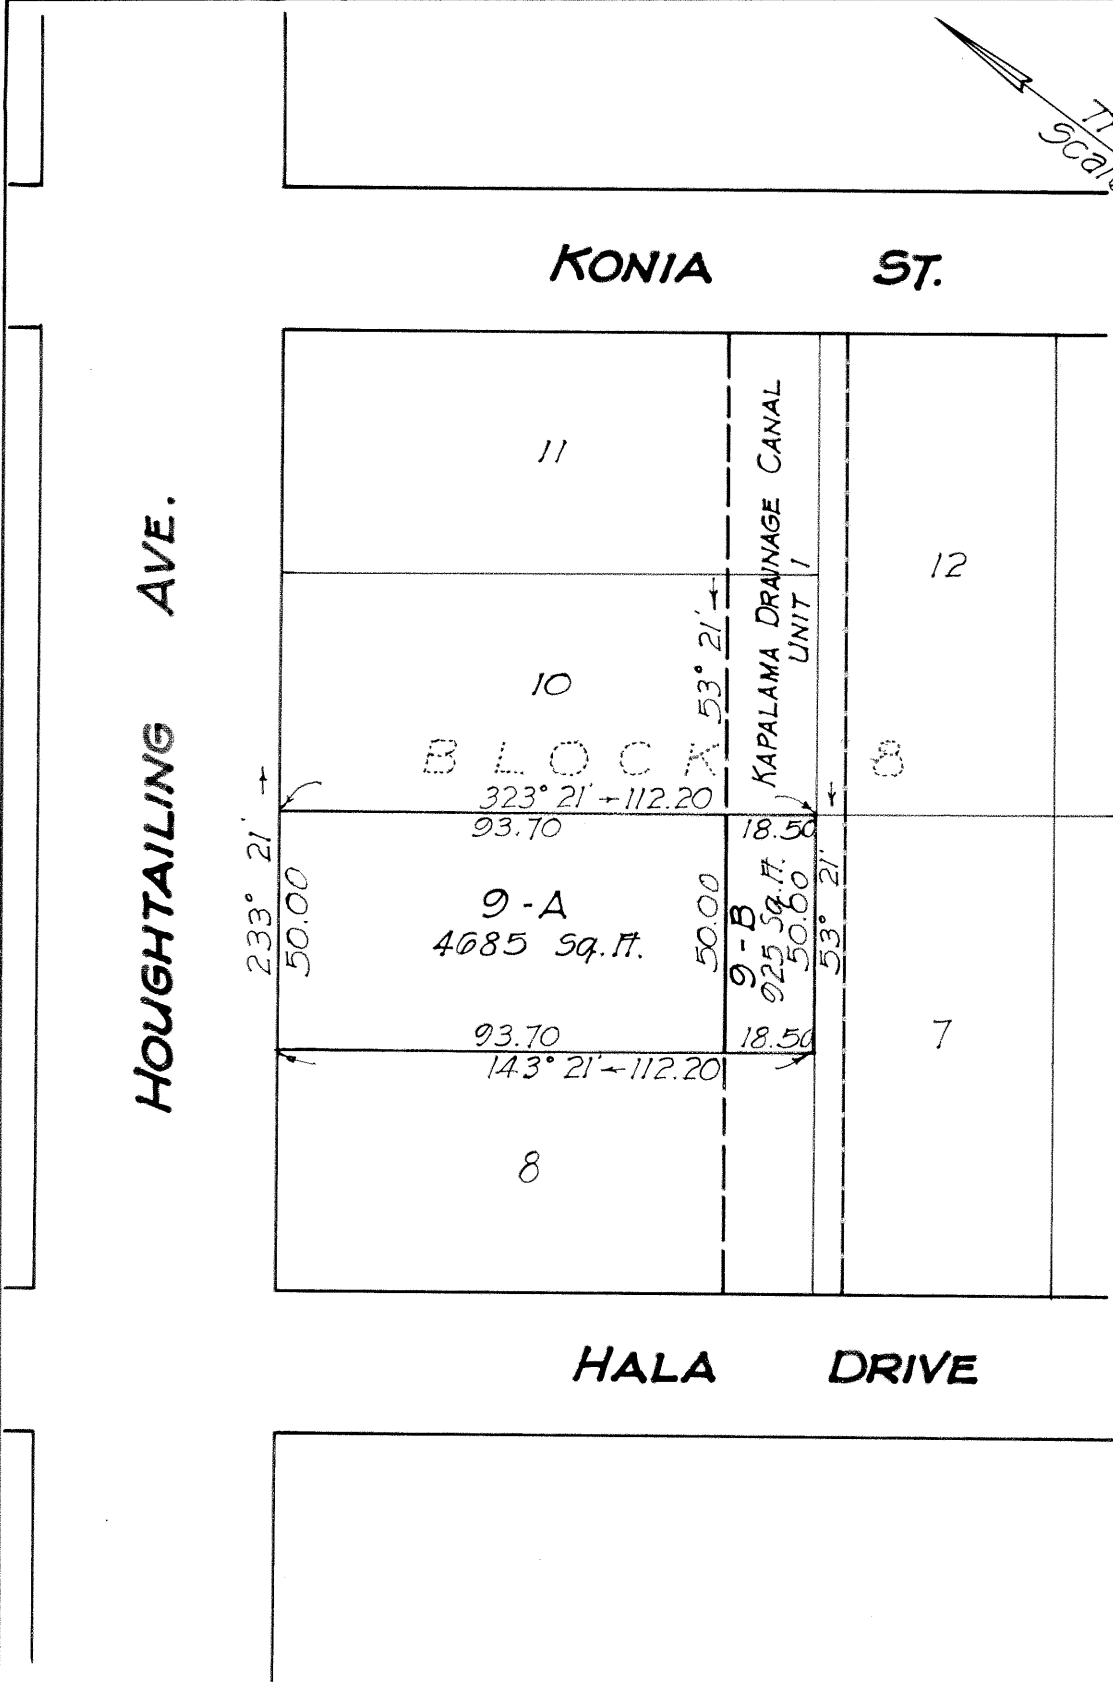 Scale
KONIA ST.
HOUGHTAILING AVE.
11
12
KAPALAMA DRAINAGE CANAL
UNIT 1
53° 21'
10
BLOCK 8
323° 21' 112.20
93.70
18.50
233° 21'
50.00
9-A
4685 Sq.Ft.
50.00
9-B
925 Sq.Ft.
50.00
53° 21'
93.70
18.50
143° 21' 112.20
7
8
HALA DRIVE